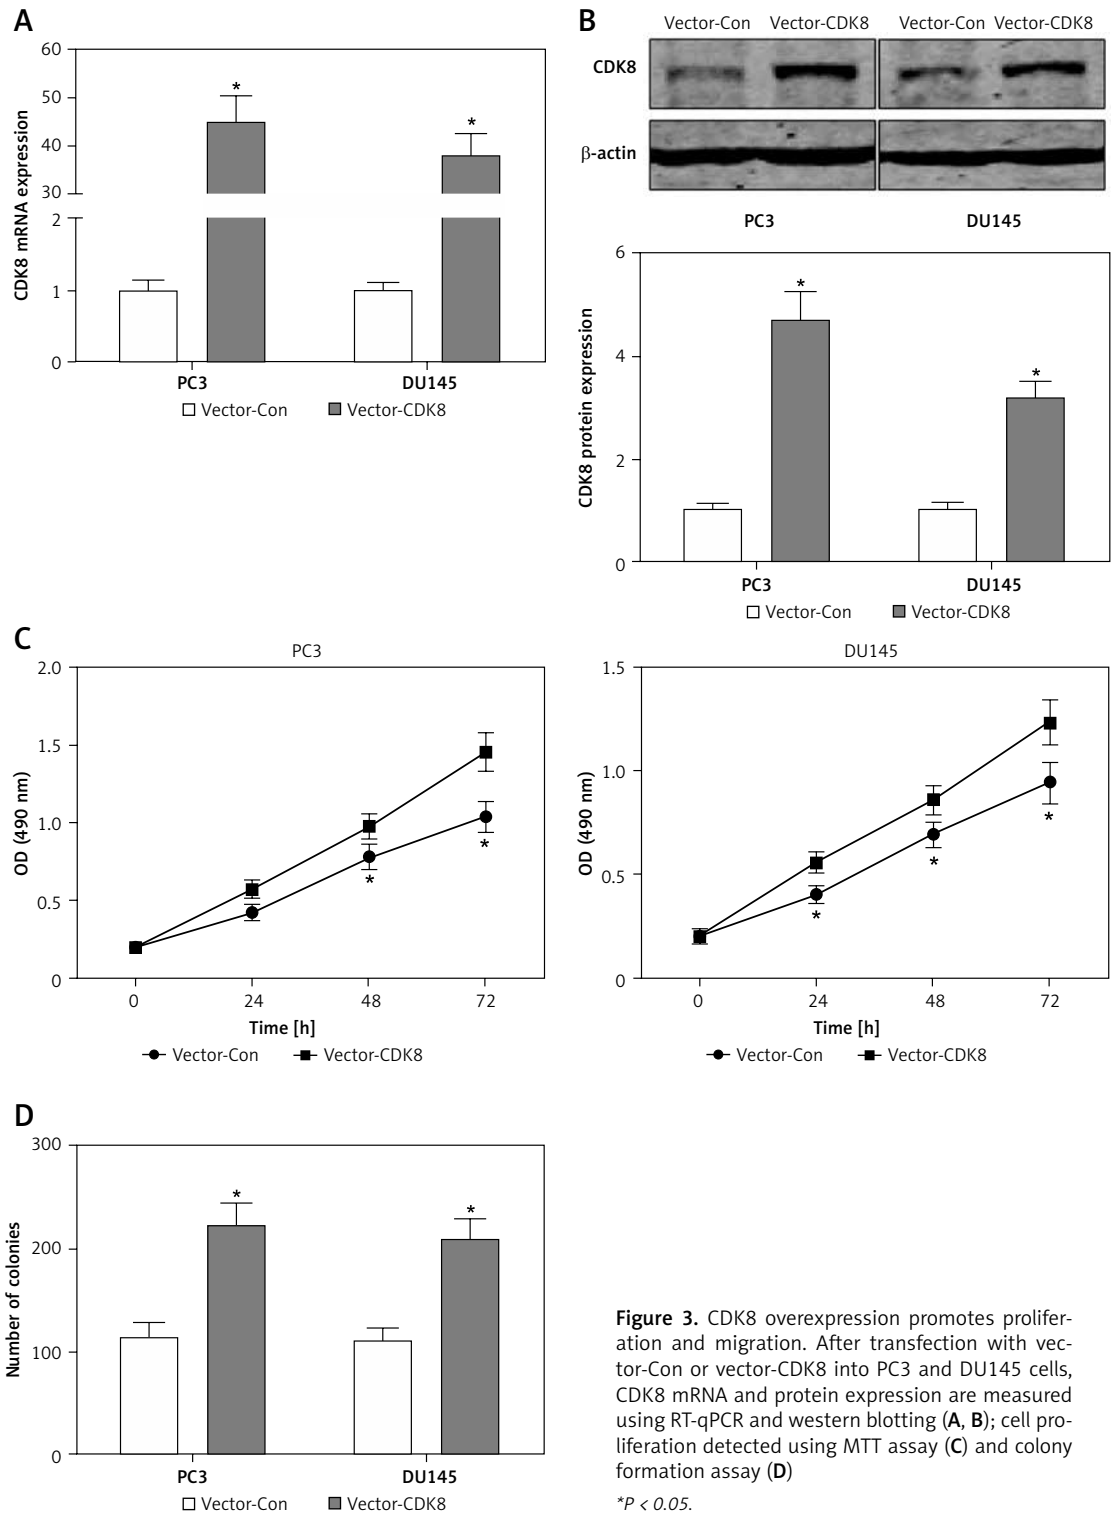 A
60
50
40
30
2
1
0
CDK8 mRNA expression
*
*
PC3
DU145
Vector-Con
Vector-CDK8
B
Vector-Con
Vector-CDK8
Vector-Con
Vector-CDK8
CDK8
β-actin
PC3
DU145
6
4
2
0
CDK8 protein expression
*
*
PC3
DU145
Vector-Con
Vector-CDK8
C
PC3
2.0
1.5
1.0
0.5
0
OD (490 nm)
*
*
0
24
48
72
Time [h]
Vector-Con
Vector-CDK8
DU145
1.5
1.0
0.5
0
OD (490 nm)
*
*
*
0
24
48
72
Time [h]
Vector-Con
Vector-CDK8
D
300
200
100
0
Number of colonies
*
*
PC3
DU145
Vector-Con
Vector-CDK8
Figure 3. CDK8 overexpression promotes prolifer-
ation and migration. After transfection with vec-
tor-Con or vector-CDK8 into PC3 and DU145 cells,
CDK8 mRNA and protein expression are measured
using RT-qPCR and western blotting (A, B); cell pro-
liferation detected using MTT assay (C) and colony
formation assay (D)
*P < 0.05.